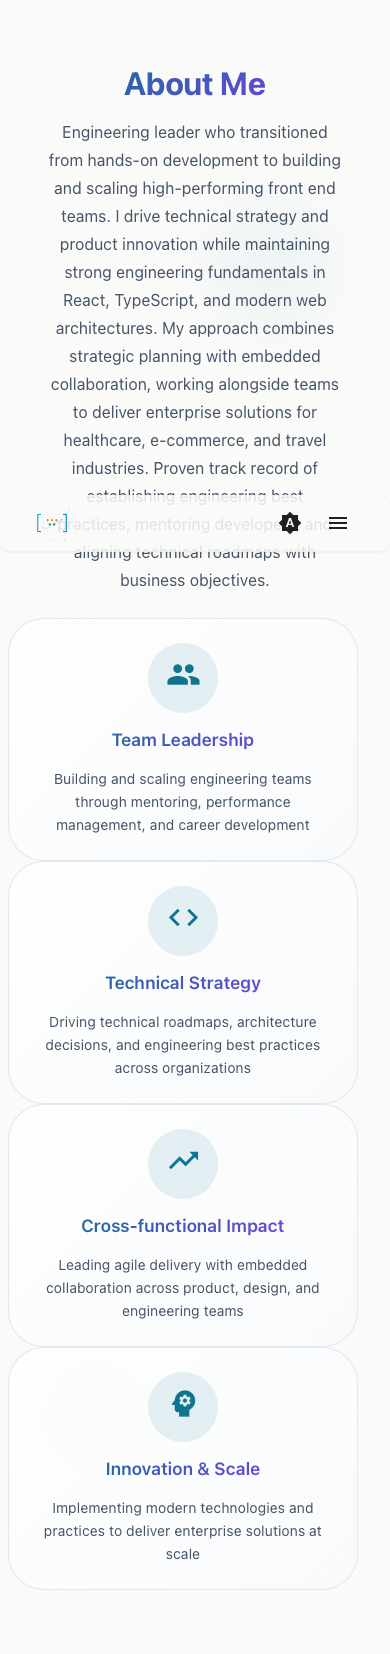 About Me
Engineering leader who transitioned
from hands-on development to building
and scaling high-performing front end
teams. I drive technical strategy and
product innovation while maintaining
strong engineering fundamentals in
React, TypeScript, and modern web
architectures. My approach combines
strategic planning with embedded
collaboration, working alongside teams
to deliver enterprise solutions for
healthcare, e-commerce, and travel
industries. Proven track record of
establishing engineering best
practices, mentoring developers, and
A
aligning technical roadmaps with
business objectives.
Team Leadership
Building and scaling engineering teams
through mentoring, performance
management, and career development
Technical Strategy
Driving technical roadmaps, architecture
decisions, and engineering best practices
across organizations
Cross-functional Impact
Leading agile delivery with embedded
collaboration across product, design, and
engineering teams
Innovation & Scale
Implementing modern technologies and
practices to deliver enterprise solutions at
scale